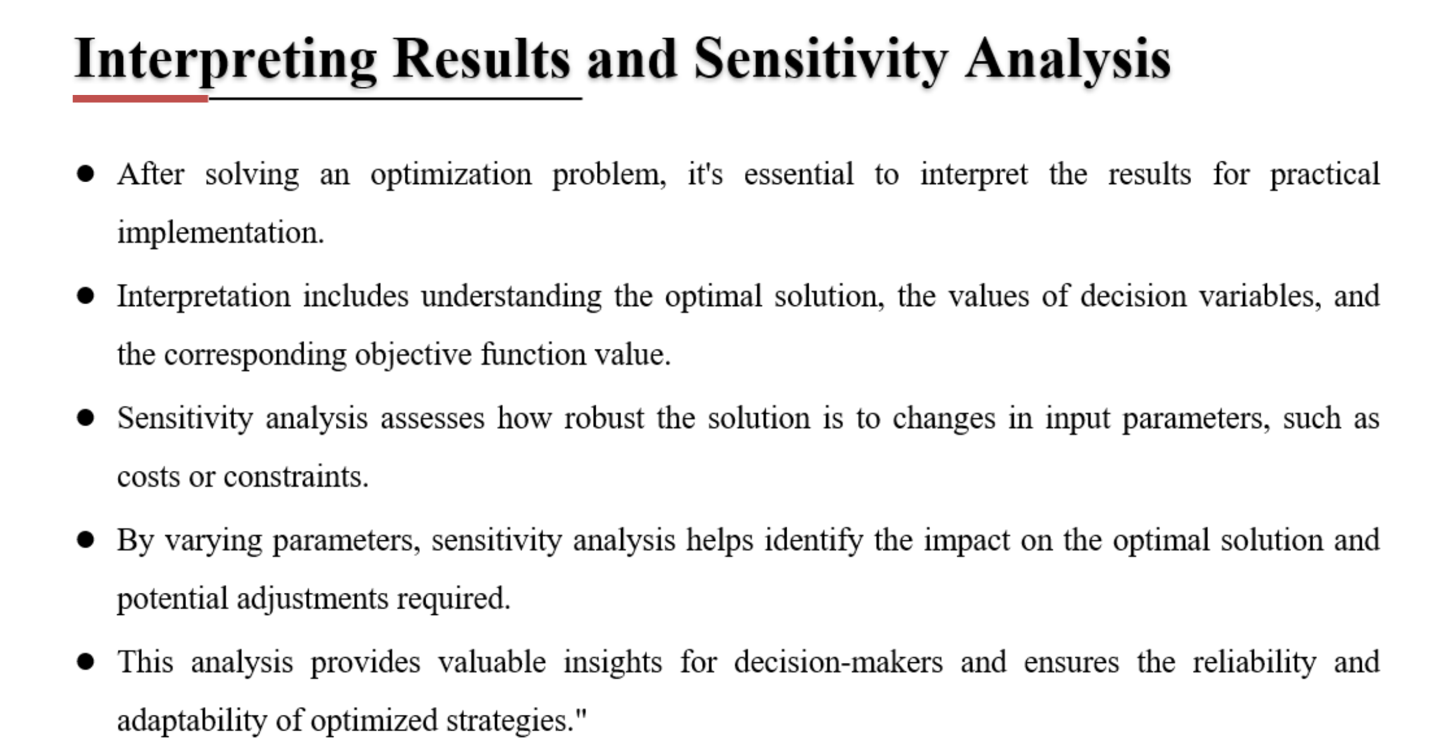 Interpreting Results and Sensitivity Analysis
● After solving an optimization problem, it's essential to interpret the results for practical
implementation.
● Interpretation includes understanding the optimal solution, the values of decision variables, and
the corresponding objective function value.
● Sensitivity analysis assesses how robust the solution is to changes in input parameters, such as
costs or constraints.
● By varying parameters, sensitivity analysis helps identify the impact on the optimal solution and
potential adjustments required.
● This analysis provides valuable insights for decision-makers and ensures the reliability and
adaptability of optimized strategies."